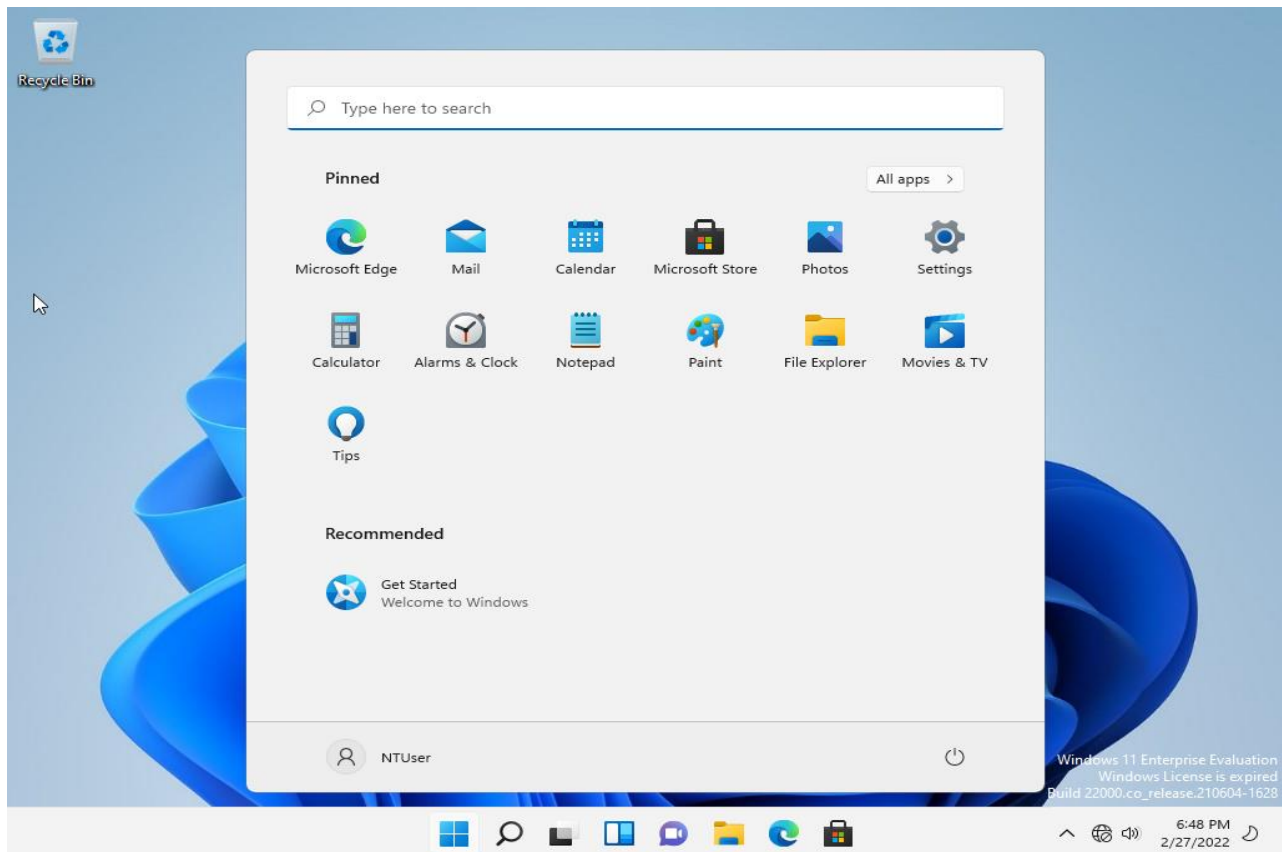 Recycle Bin
Type here to search
Pinned
All apps
Microsoft Edge
Mail
Calendar
Microsoft Store
Photos
Settings
Calculator
Alarms & Clock
Notepad
Paint
File Explorer
Movies & TV
Tips
Recommended
Get Started
Welcome to Windows
NTUser
Windows 11 Enterprise Evaluation
Windows License is expired
Build 22000.co_release.210604-1628
6:48 PM
2/27/2022